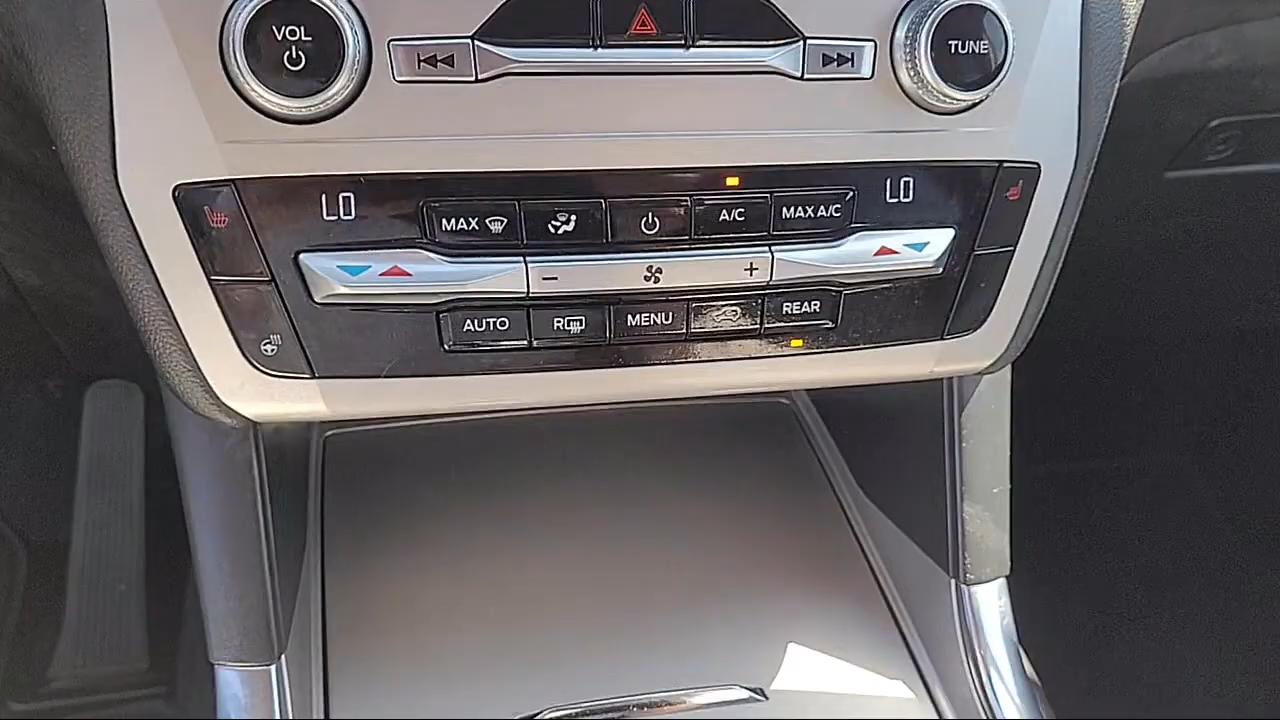 VOL
TUNE
LO
LO
MAX
A/C
MAX A/C
AUTO
R
MENU
REAR